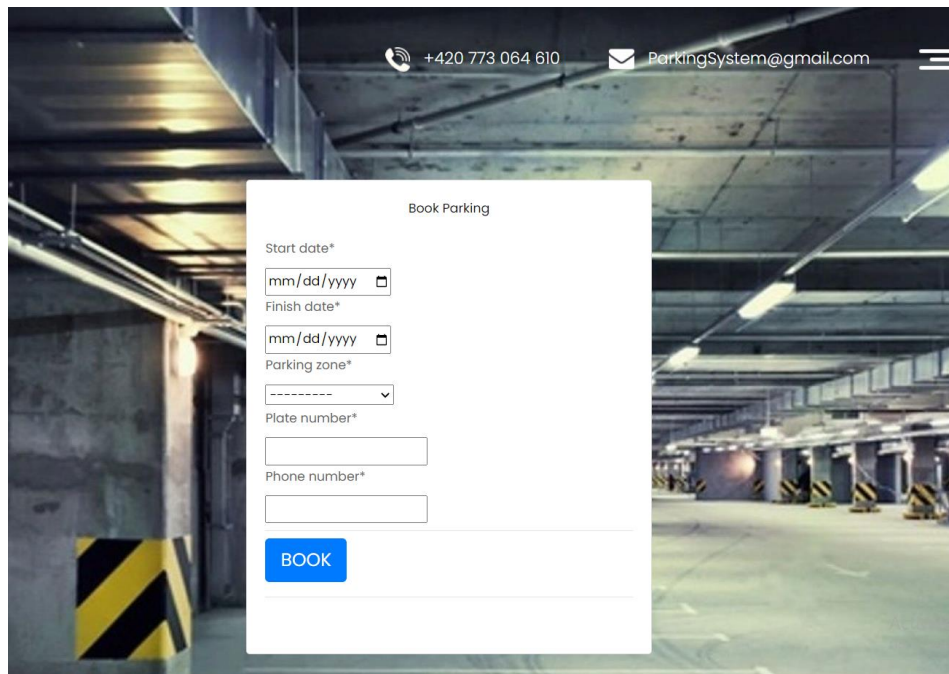 +420 773 064 610 ParkingSystem@gmail.com
Book Parking
Start date*
mm/dd/yyyy
Finish date*
mm/dd/yyyy
Parking zone*
---------
Plate number*
Phone number*
BOOK